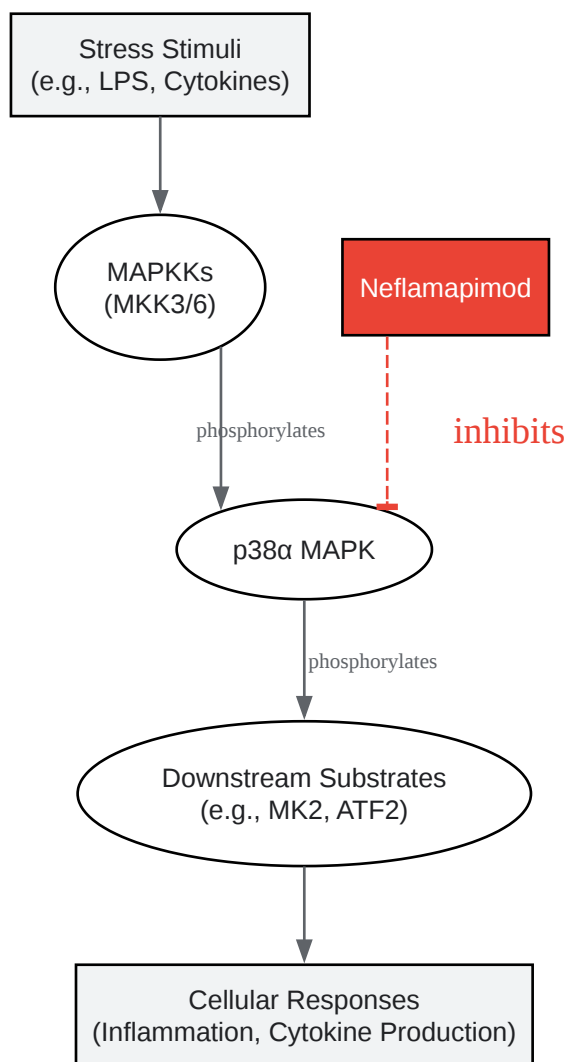 Stress Stimuli
(e.g., LPS, Cytokines)
MAPKKs
(MKK3/6)
Neflamapimod
phosphorylates
inhibits
p38α MAPK
phosphorylates
Downstream Substrates
(e.g., MK2, ATF2)
Cellular Responses
(Inflammation, Cytokine Production)